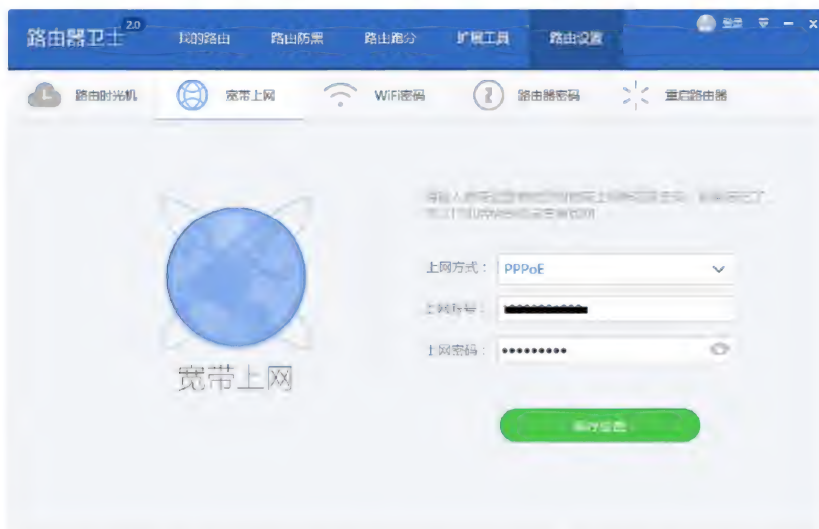 路由器卫士 2.0
我的路由 路由防黑 路由跑分 扩展工具 路由设置 登录
路由时光机 宽带上网 WiFi密码 路由器密码 重启路由器
上网方式： PPPoE
上网账号：
上网密码： •••••••••
宽带上网
保存设置